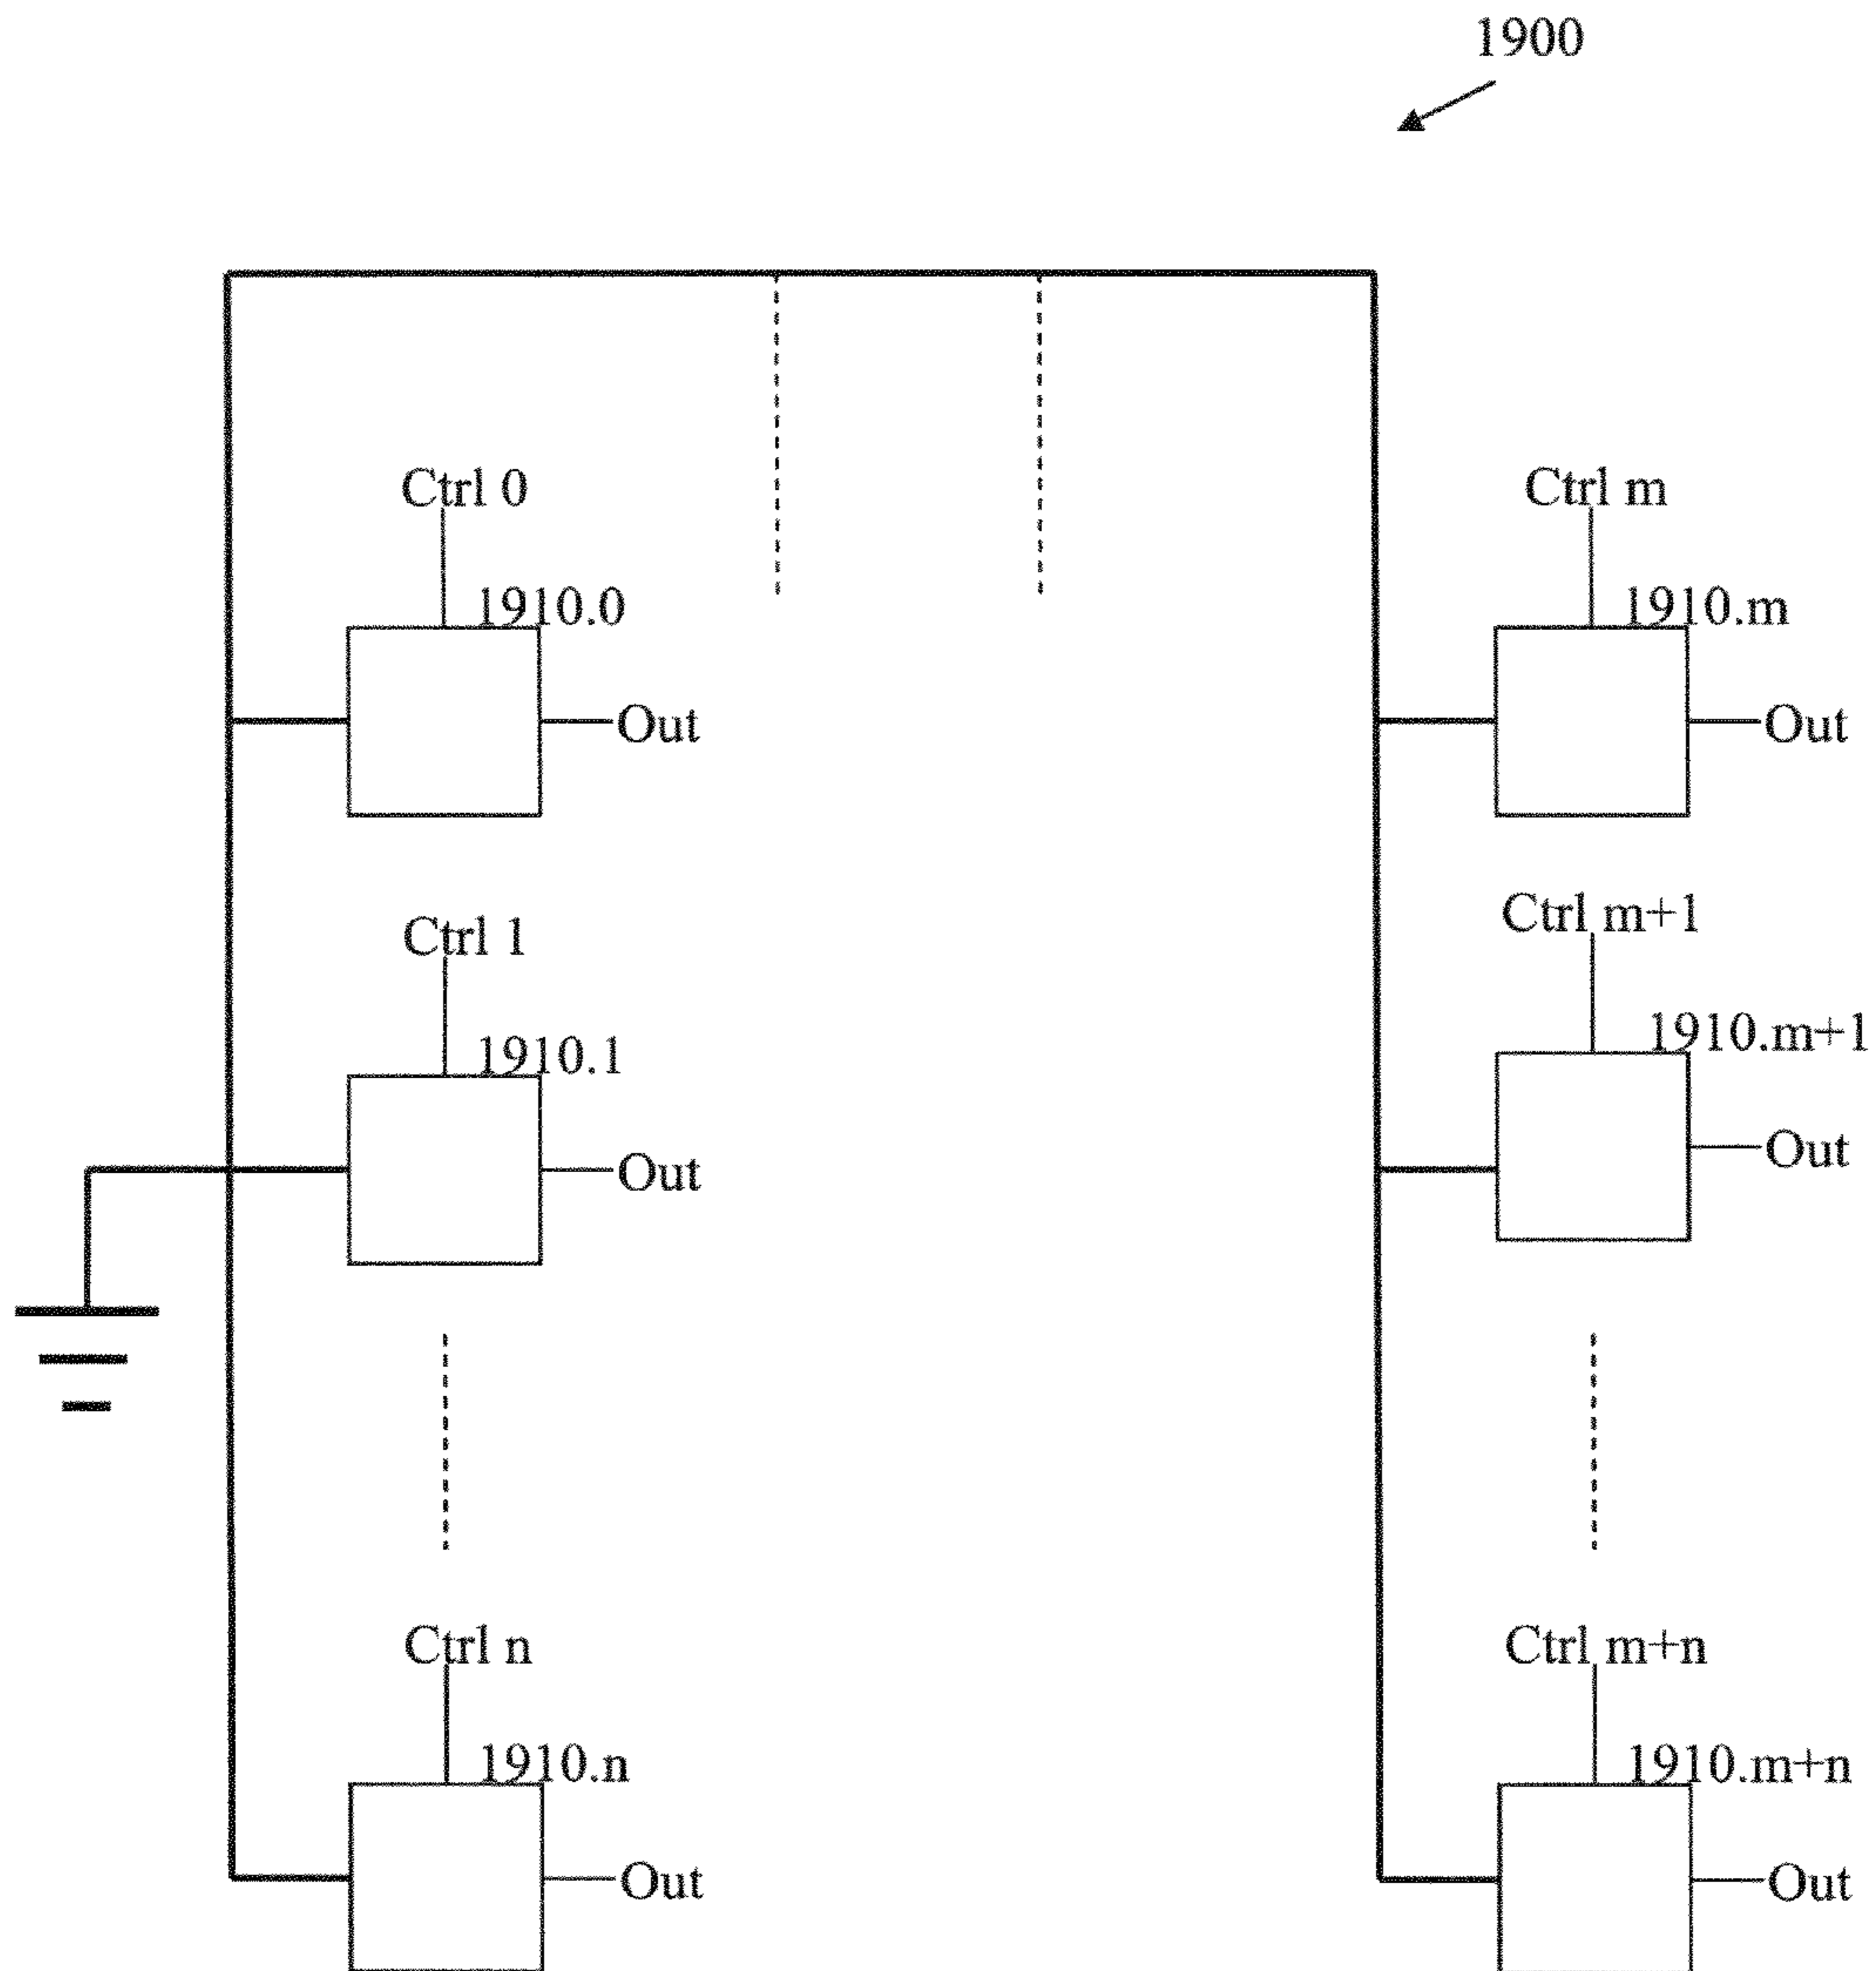 1900
Ctrl 0
1910.0
Out
Ctrl 1
1910.1
Out
Ctrl n
1910.n
Out
Ctrl m
1910.m
Out
Ctrl m+1
1910.m+1
Out
Ctrl m+n
1910.m+n
Out